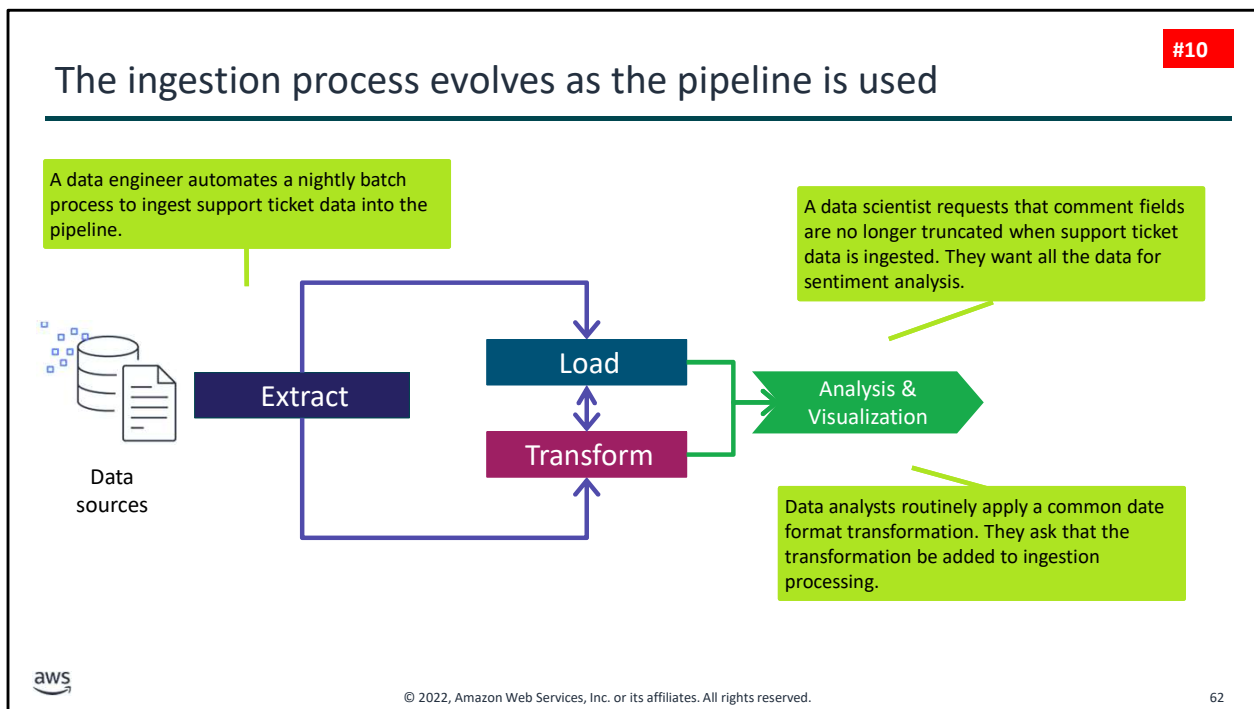 #10
The ingestion process evolves as the pipeline is used
A data engineer automates a nightly batch
process to ingest support ticket data into the
pipeline.
A data scientist requests that comment fields
are no longer truncated when support ticket
data is ingested. They want all the data for
sentiment analysis.
Data
sources
Extract
Load
Transform
Analysis &
Visualization
Data analysts routinely apply a common date
format transformation. They ask that the
transformation be added to ingestion
processing.
aws
© 2022, Amazon Web Services, Inc. or its affiliates. All rights reserved.
62